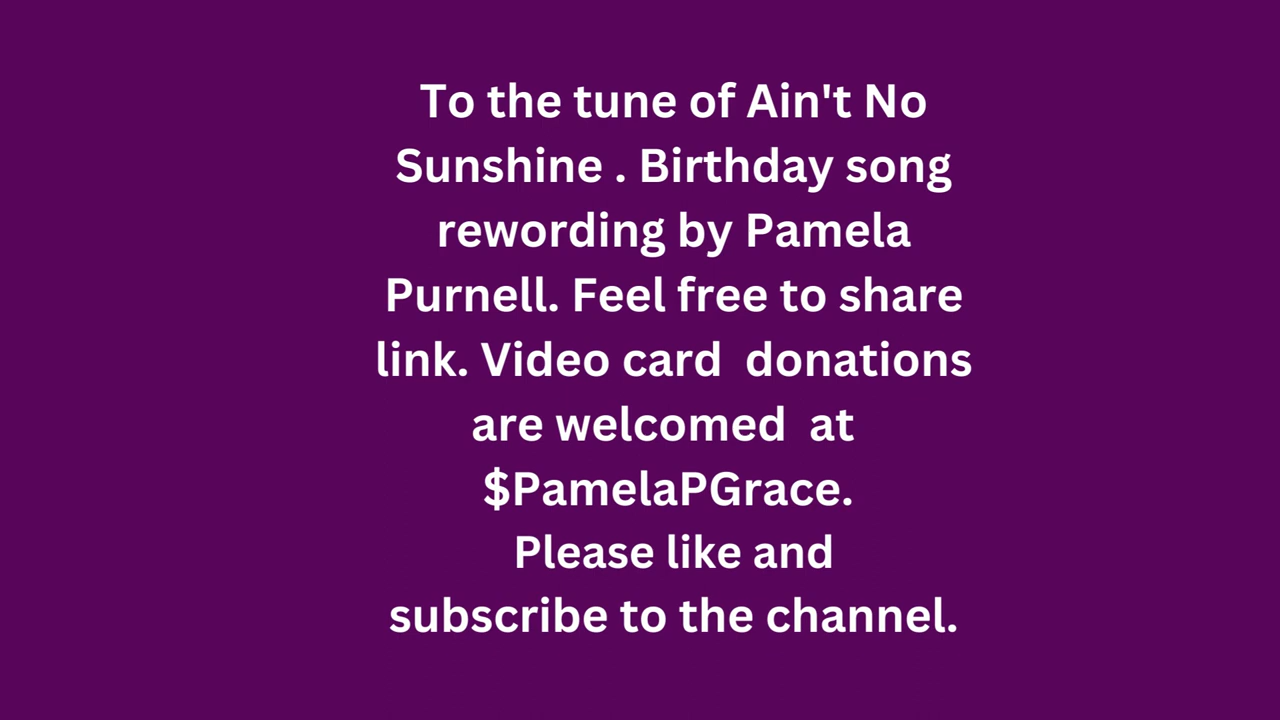 To the tune of Ain't No
Sunshine . Birthday song
rewording by Pamela
Purnell. Feel free to share
link. Video card  donations
are welcomed  at
$PamelaPGrace.
Please like and
subscribe to the channel.